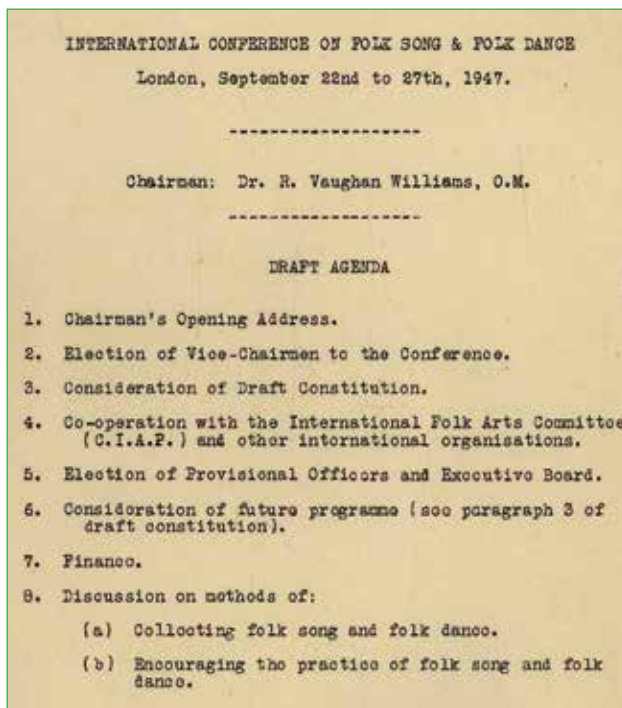 INTERNATIONAL CONFERENCE ON FOLK SONG & FOLK DANCE
London, September 22nd to 27th, 1947.
-------------------
Chairman: Dr. R. Vaughan Williams, O.M.
-------------------
DRAFT AGENDA
1. Chairman's Opening Address.
2. Election of Vice-Chairmen to the Conference.
3. Consideration of Draft Constitution.
4. Co-operation with the International Folk Arts Committee
(C.I.A.P.) and other international organisations.
5. Election of Provisional Officers and Executive Board.
6. Consideration of future programme (see paragraph 3 of
draft constitution).
7. Finance.
8. Discussion on methods of:
(a) Collecting folk song and folk dance.
(b) Encouraging the practice of folk song and folk
dance.